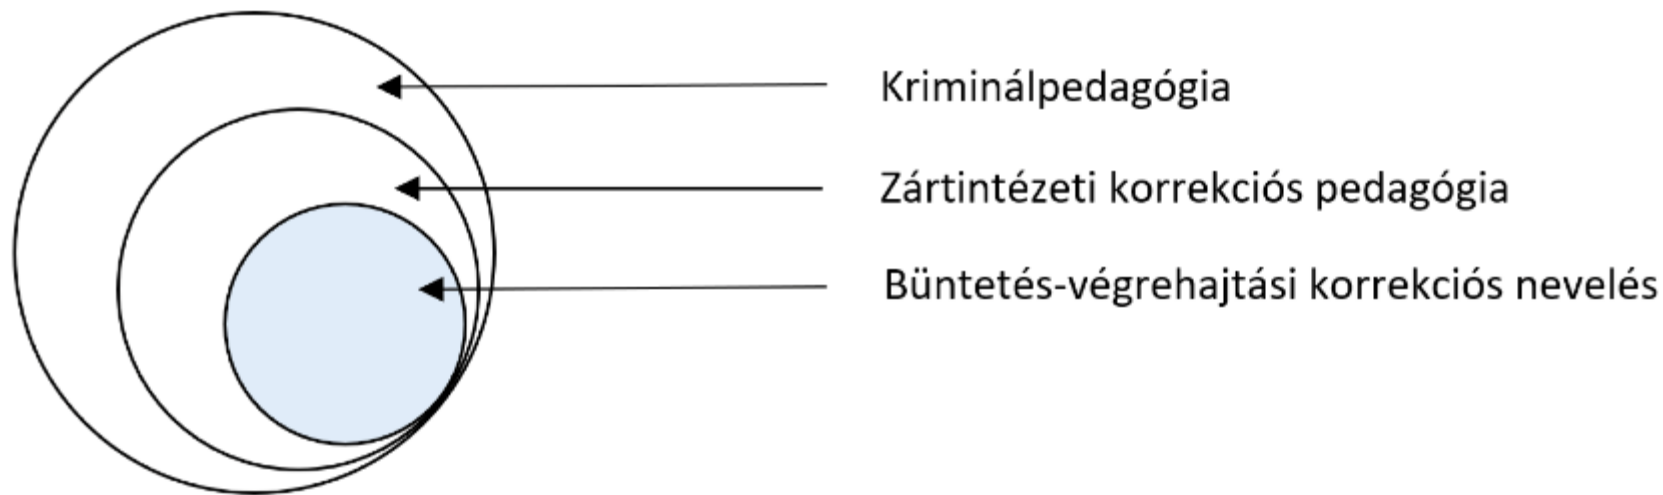 Kriminálpedagógia
Zártintézeti korrekciós pedagógia
Büntetés-végrehajtási korrekciós nevelés